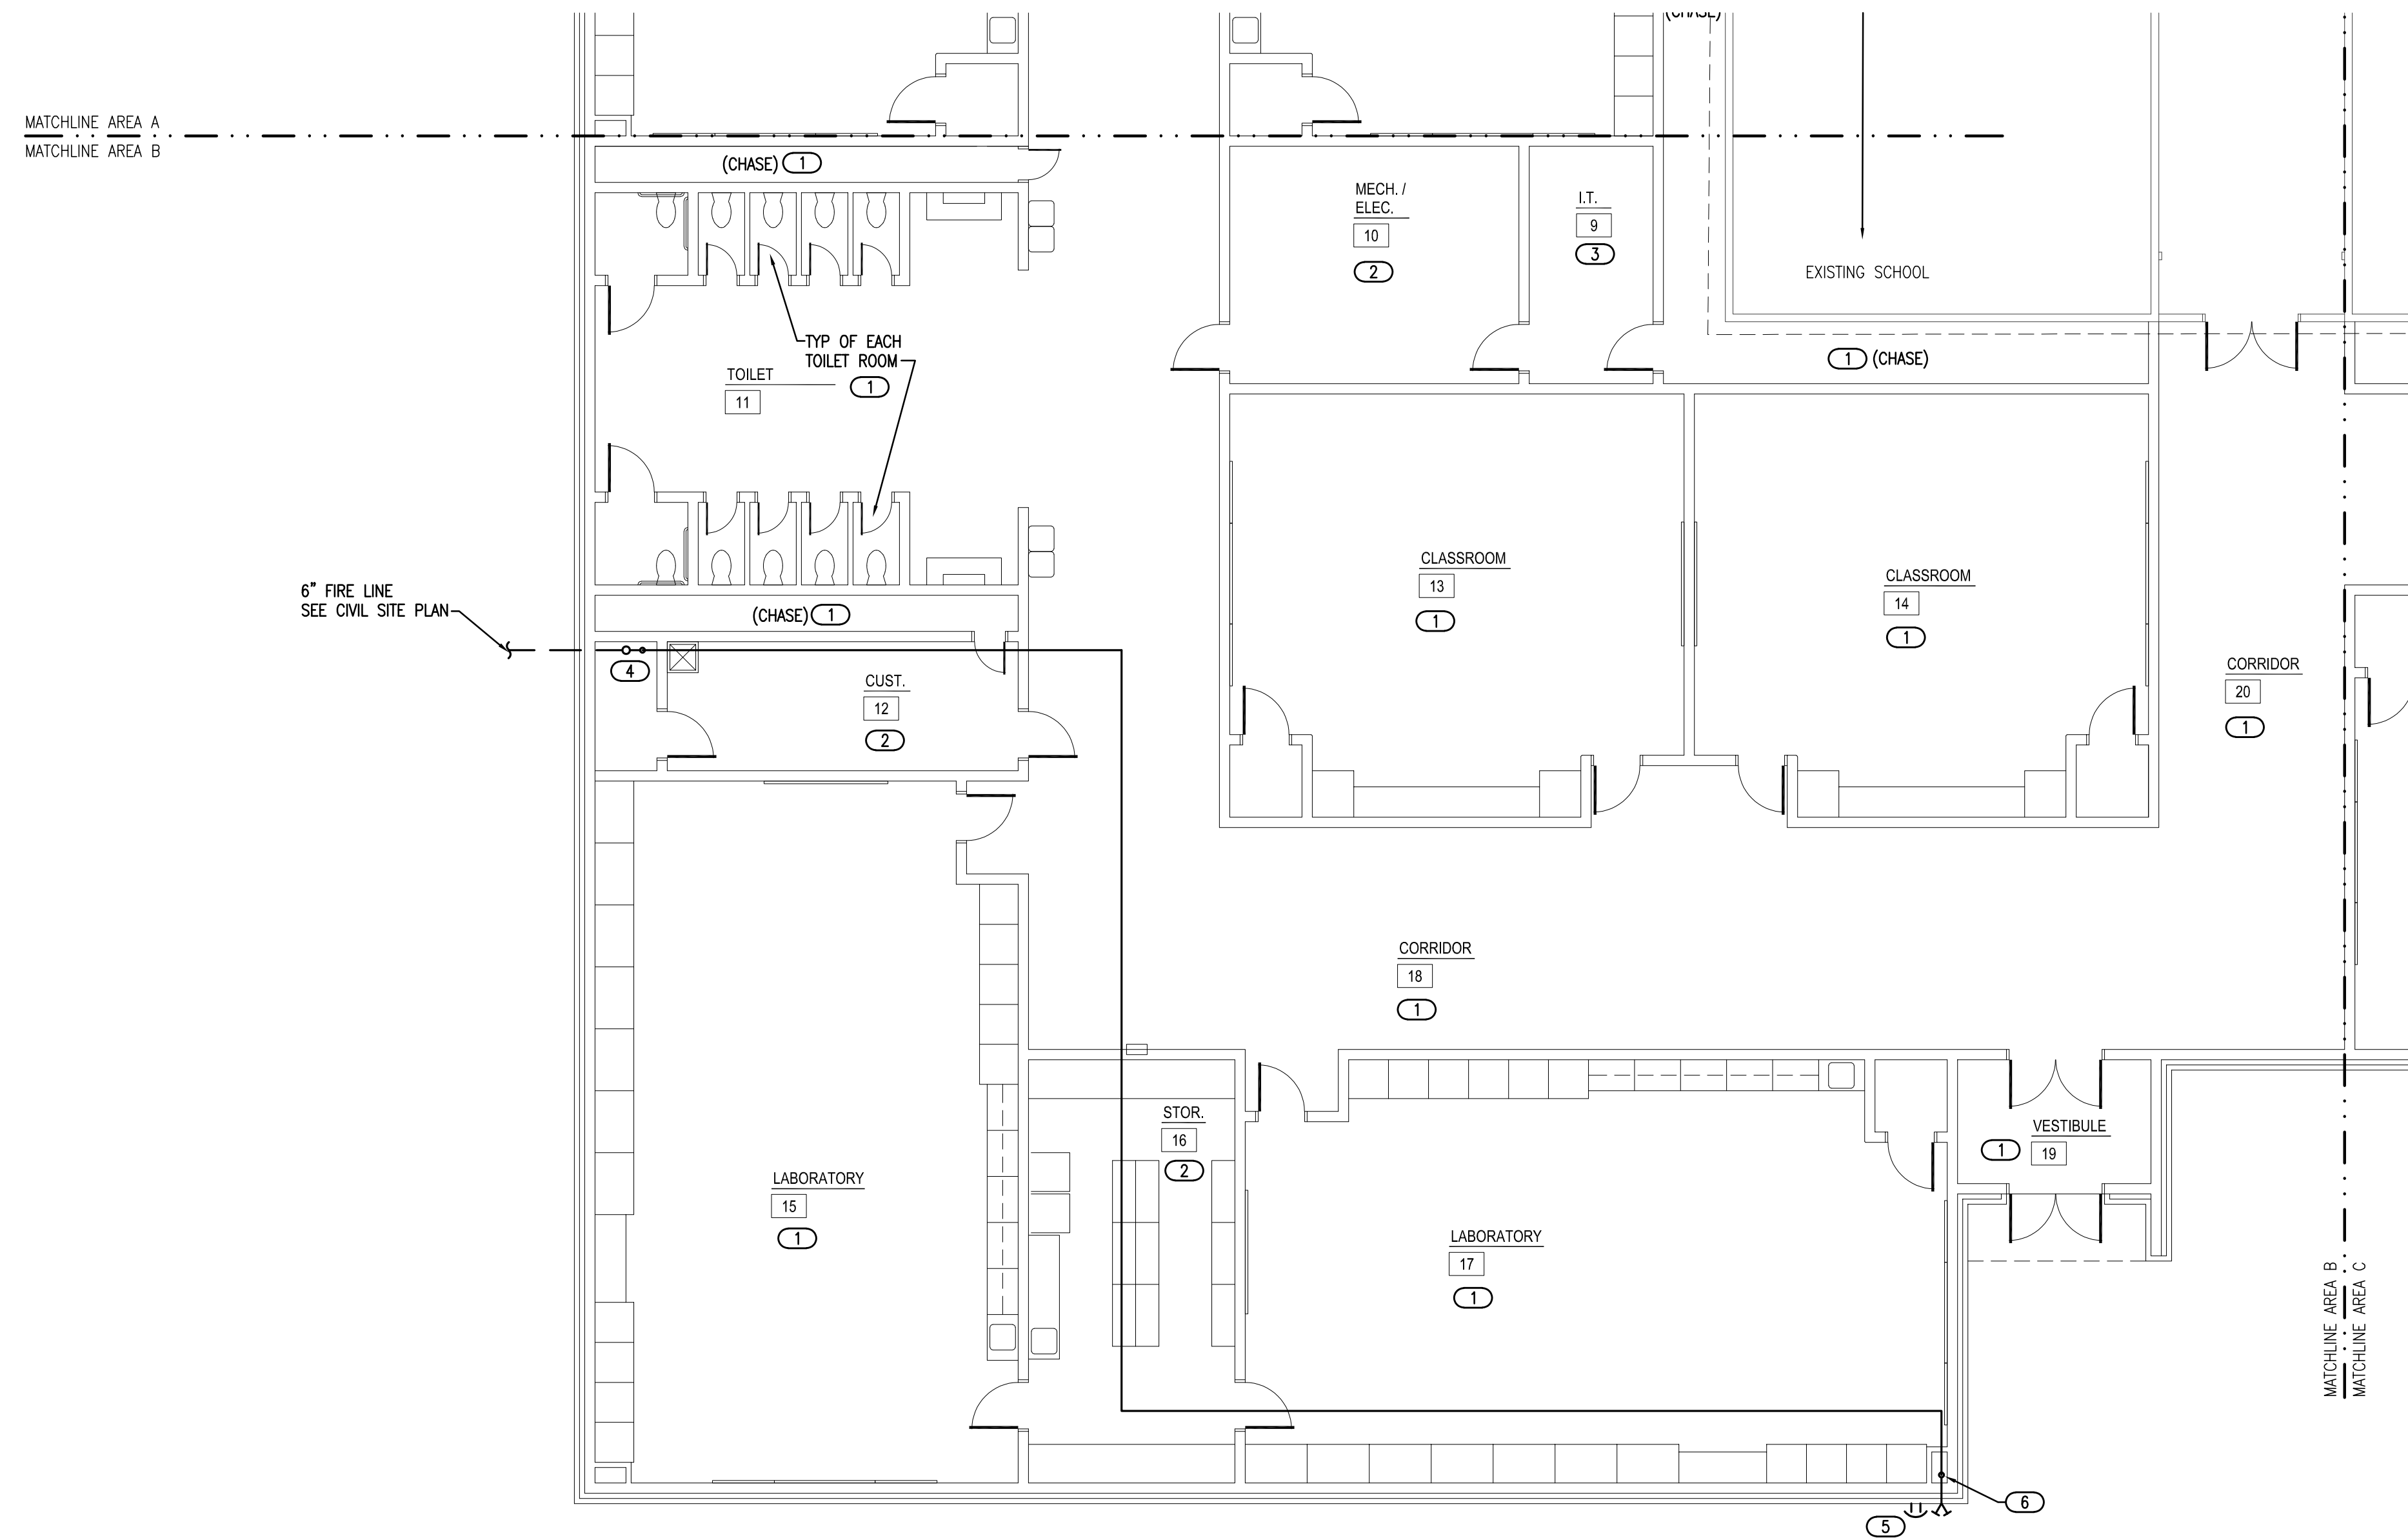 (CHASE)
MATCHLINE AREA A
MATCHLINE AREA B
(CHASE) 1
MECH. /
ELEC.
10
2
I.T.
9
3
EXISTING SCHOOL
TYP OF EACH
TOILET ROOM
1
TOILET
11
1 (CHASE)
CLASSROOM
13
1
CLASSROOM
14
1
6" FIRE LINE
SEE CIVIL SITE PLAN
(CHASE) 1
4
CUST.
12
2
CORRIDOR
20
1
CORRIDOR
18
1
STOR.
16
2
VESTIBULE
19
1
LABORATORY
15
1
LABORATORY
17
1
MATCHLINE AREA B
MATCHLINE AREA C
6
5